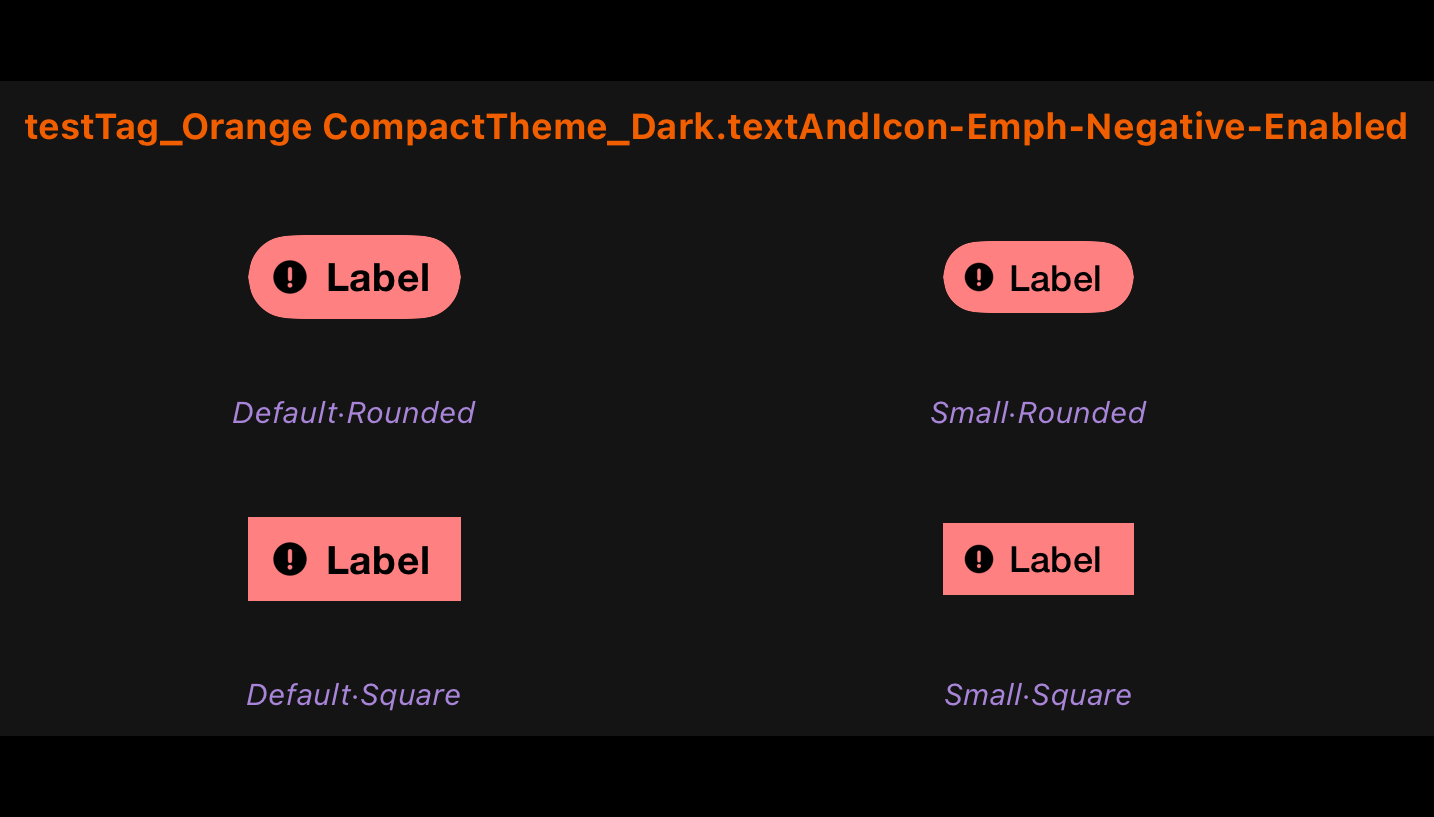 testTag_Orange CompactTheme_Dark.textAndIcon-Emph-Negative-Enabled
Label
Label
Default·Rounded
Small·Rounded
Label
Label
Default·Square
Small·Square